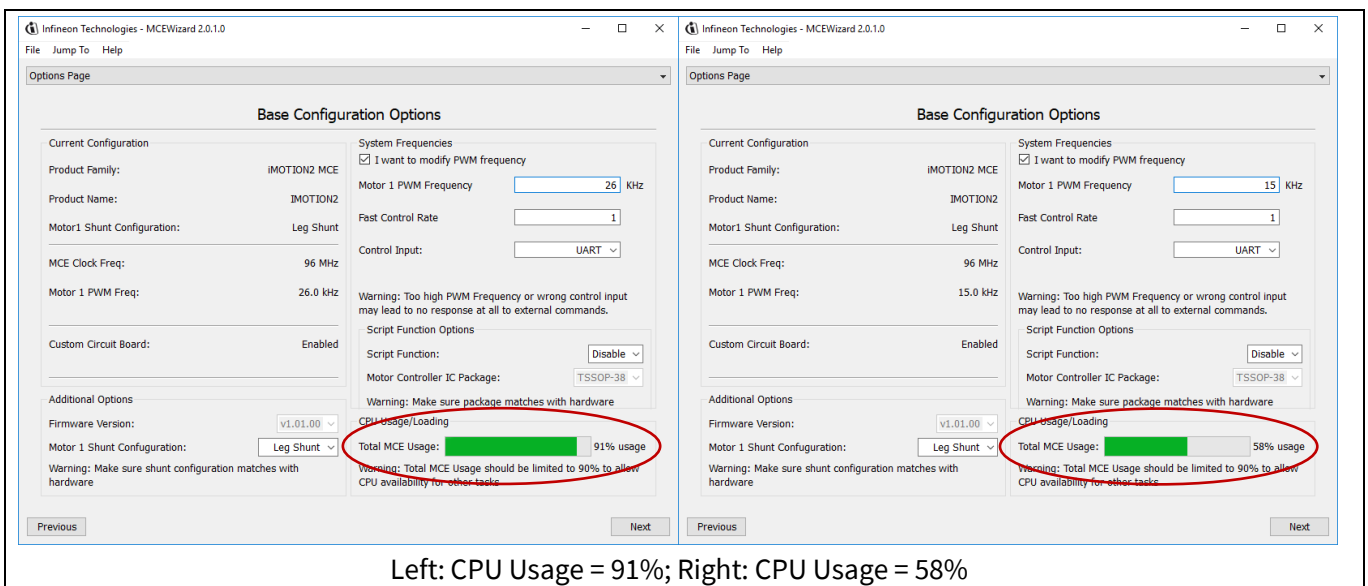 Infineon Technologies - MCEWizard 2.0.1.0
File Jump To Help
Options Page
Base Configuration Options
Current Configuration
Product Family: iMOTION2 MCE
Product Name: IMOTION2
Motor1 Shunt Configuration: Leg Shunt
MCE Clock Freq: 96 MHz
Motor 1 PWM Freq: 26.0 kHz
Custom Circuit Board: Enabled
Additional Options
Firmware Version: v1.01.00
Motor 1 Shunt Confuguration: Leg Shunt
Warning: Make sure shunt configuration matches with
hardware
System Frequencies
I want to modify PWM frequency
Motor 1 PWM Frequency 26 KHz
Fast Control Rate 1
Control Input: UART
Warning: Too high PWM Frequency or wrong control input
may lead to no response at all to external commands.
Script Function Options
Script Function: Disable
Motor Controller IC Package: TSSOP-38
Warning: Make sure package matches with hardware
CPU Usage/Loading
Total MCE Usage: 91% usage
Warning: Total MCE Usage should be limited to 90% to allow
CPU availability for other tasks
Previous Next
Infineon Technologies - MCEWizard 2.0.1.0
File Jump To Help
Options Page
Base Configuration Options
Current Configuration
Product Family: iMOTION2 MCE
Product Name: IMOTION2
Motor1 Shunt Configuration: Leg Shunt
MCE Clock Freq: 96 MHz
Motor 1 PWM Freq: 15.0 kHz
Custom Circuit Board: Enabled
Additional Options
Firmware Version: v1.01.00
Motor 1 Shunt Confuguration: Leg Shunt
Warning: Make sure shunt configuration matches with
hardware
System Frequencies
I want to modify PWM frequency
Motor 1 PWM Frequency 15 KHz
Fast Control Rate 1
Control Input: UART
Warning: Too high PWM Frequency or wrong control input
may lead to no response at all to external commands.
Script Function Options
Script Function: Disable
Motor Controller IC Package: TSSOP-38
Warning: Make sure package matches with hardware
CPU Usage/Loading
Total MCE Usage: 58% usage
Warning: Total MCE Usage should be limited to 90% to allow
CPU availability for other tasks
Previous Next
Left: CPU Usage = 91%; Right: CPU Usage = 58%